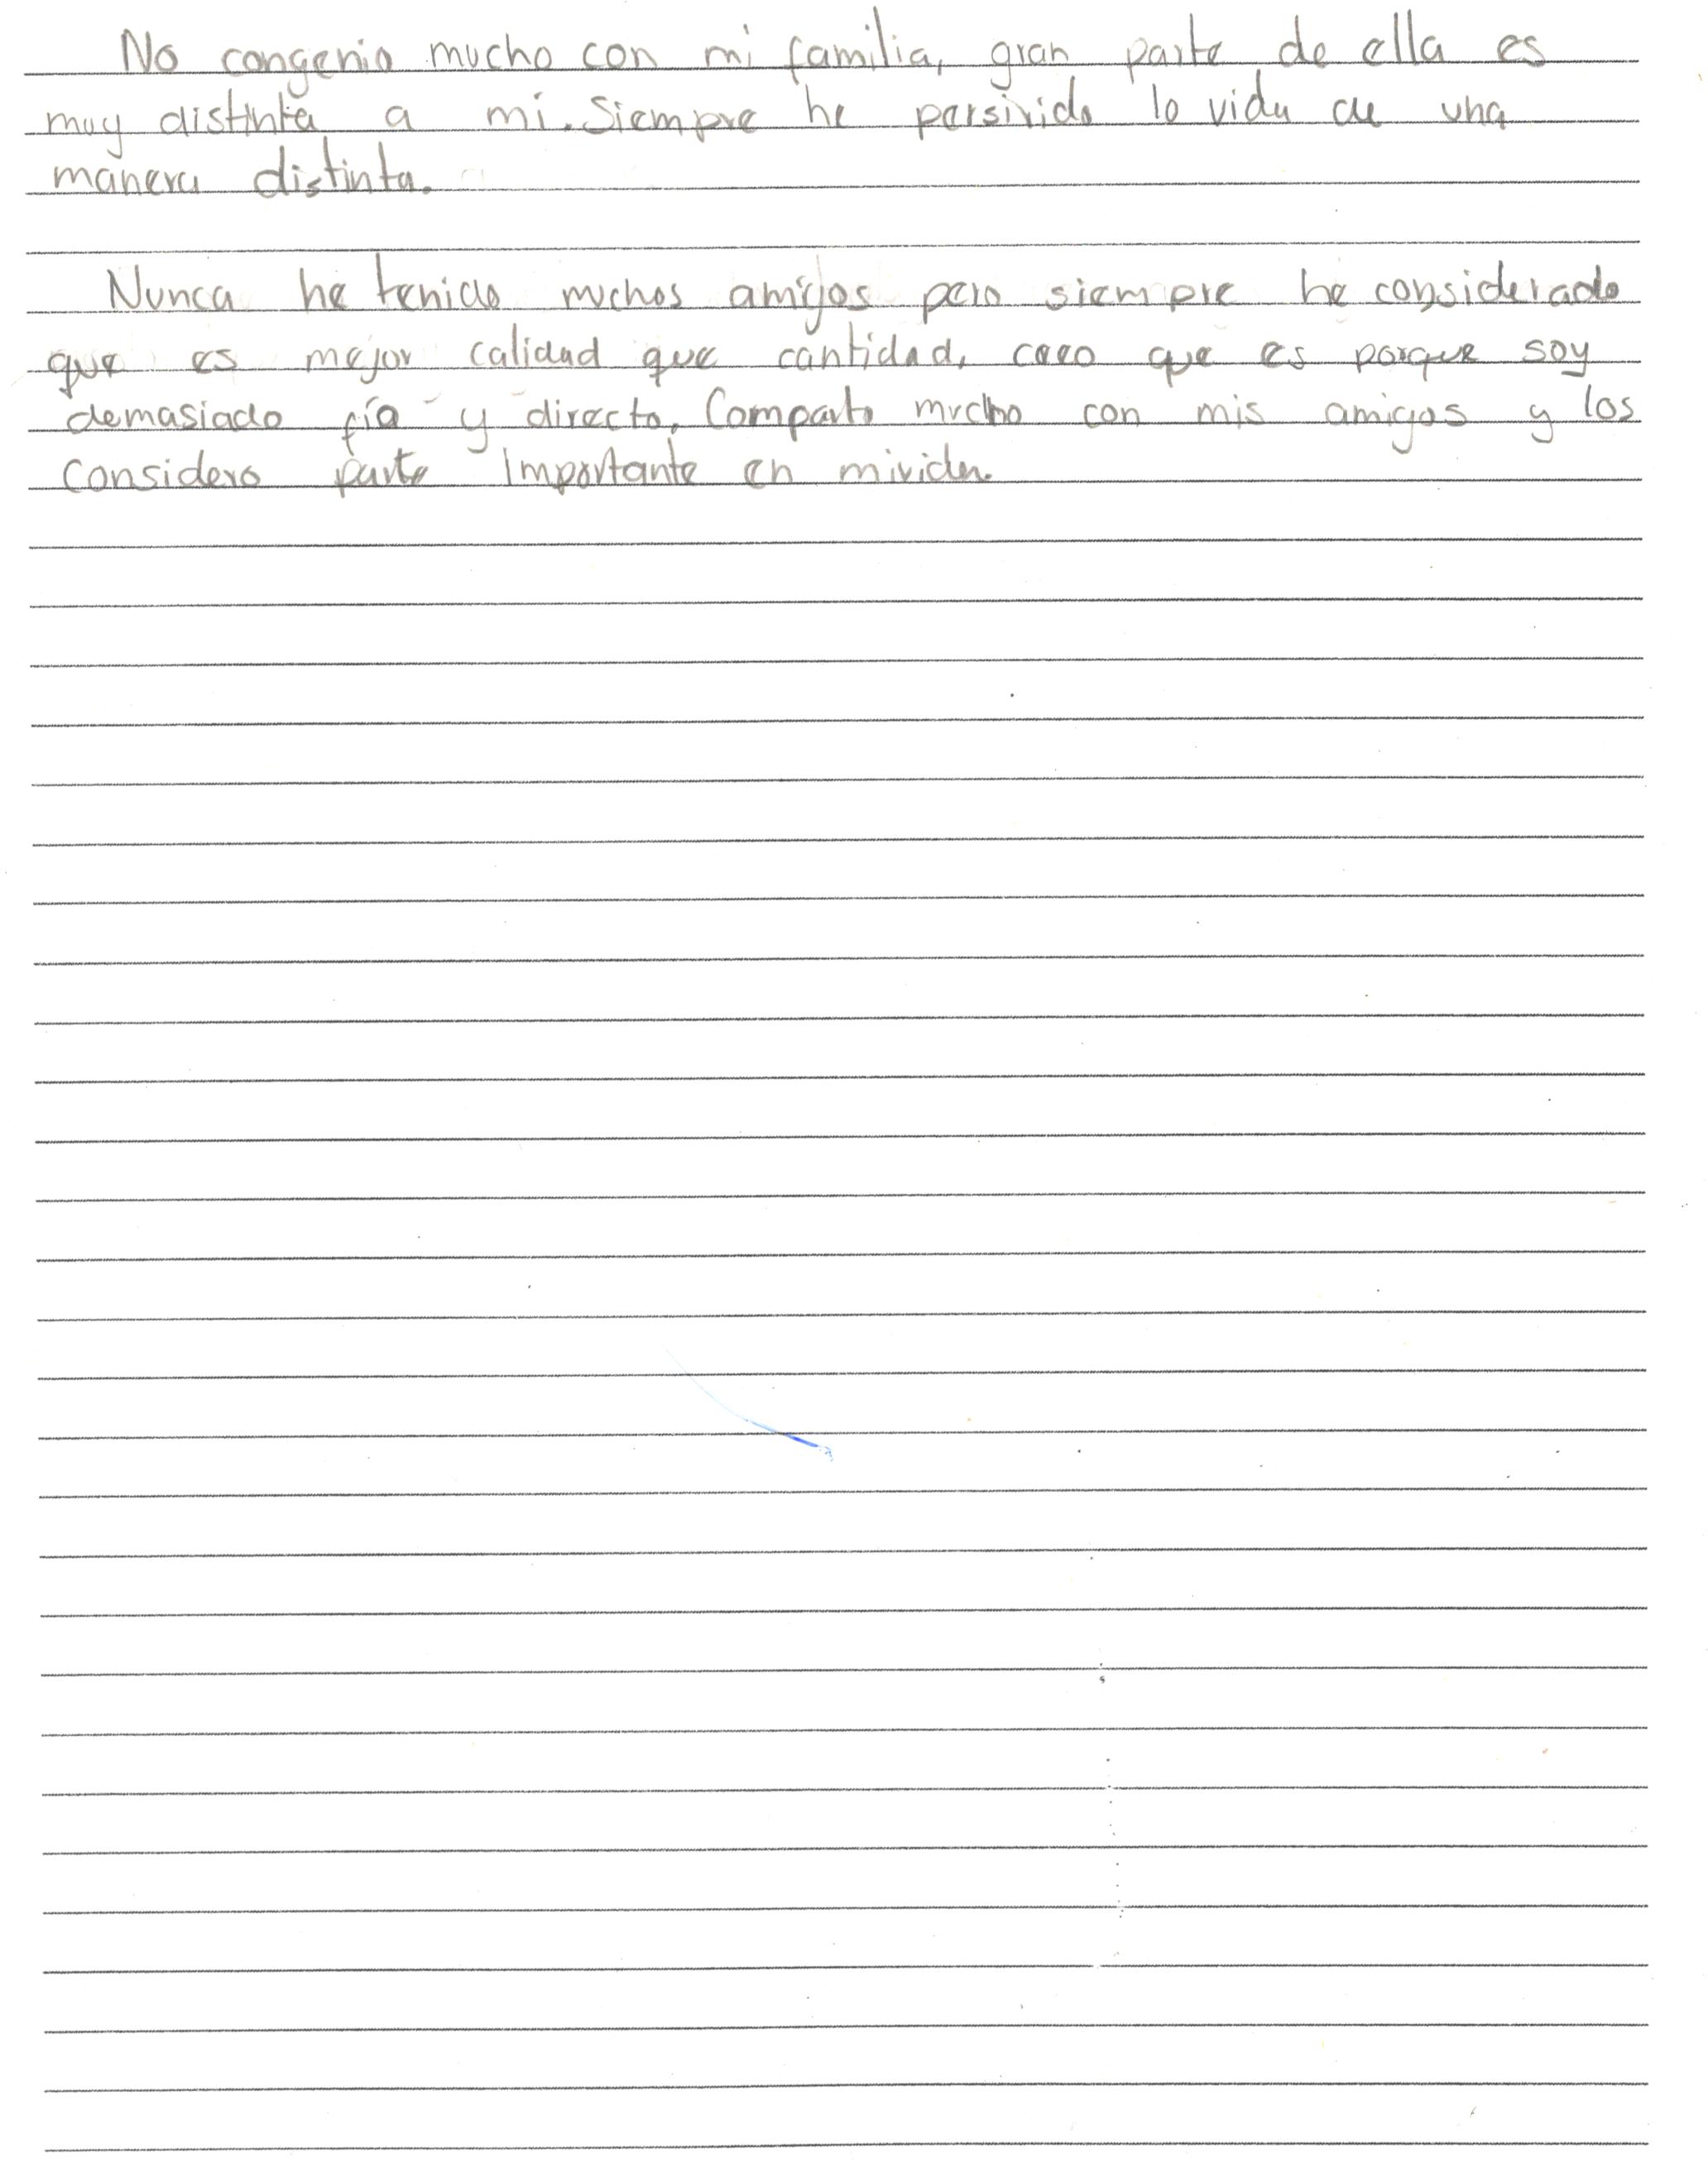 No congenio mucho con mi familia, gran parte de ella es
muy distinta a mi. Siempre he persivido la vida de una
manera distinta.
Nunca he tenido muchos amigos pero siempre he considerado
que es mejor calidad que cantidad, creo que es porque soy
demasiado fío y directo. Comparto mucho con mis amigos y los
considero parte importante en mi vida.